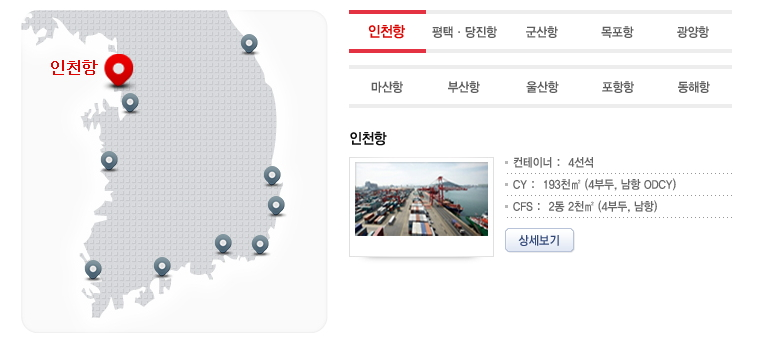 인천항
인천항 평택 · 당진항 군산항 목포항 광양항
마산항 부산항 울산항 포항항 동해항
인천항
컨테이너 : 4선석
CY : 193천㎡ (4부두, 남항 ODCY)
CFS : 2동 2천㎡ (4부두, 남항)
상세보기